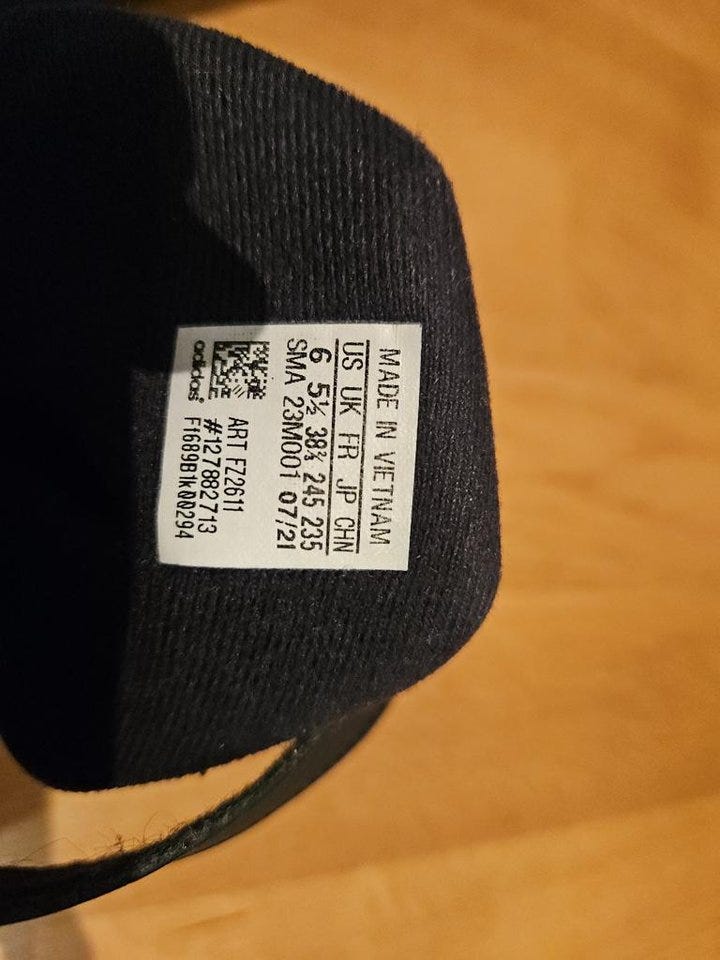 MADE IN VIETNAM
US UK FR JP CHN
6 5½ 38⅔ 245 235
SMA 23M001 07/21
ART FZ2611
#127882713
F1689B1k00294
adidas